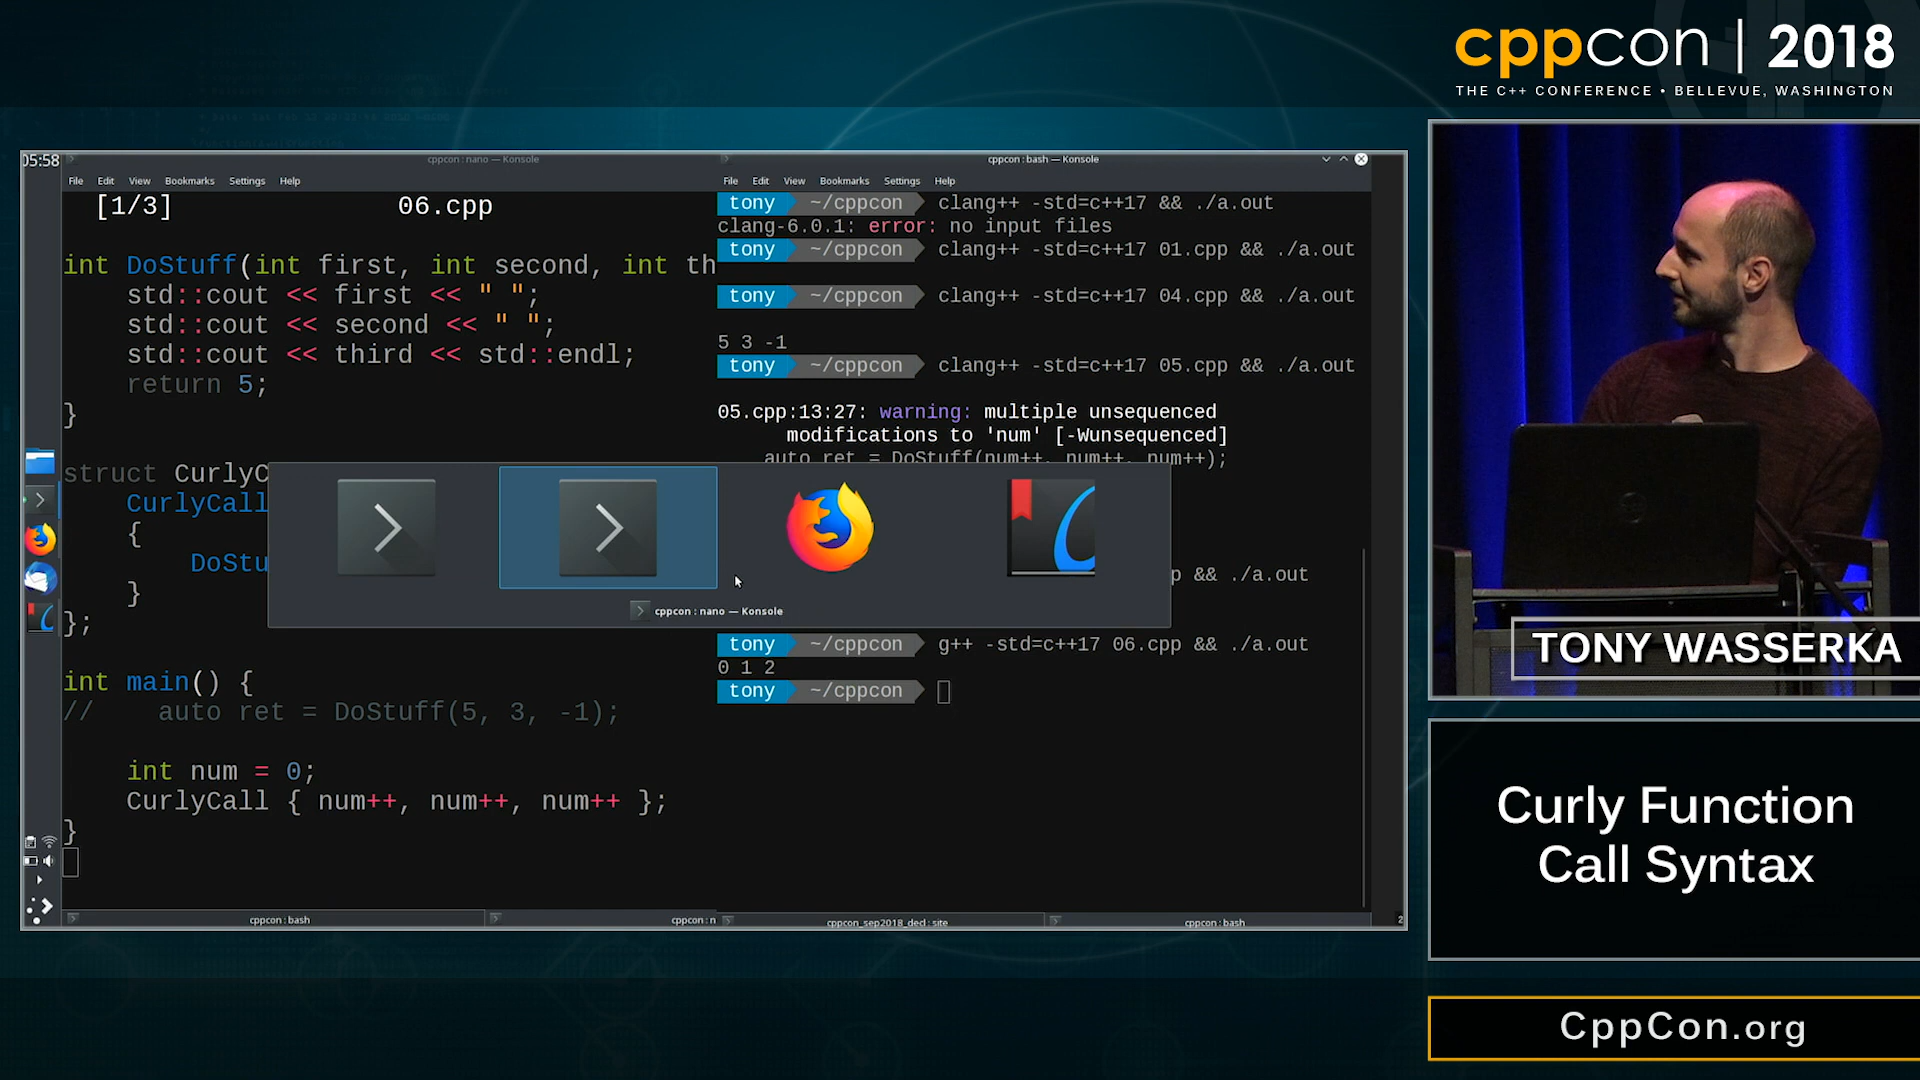 cppcon | 2018
THE C++ CONFERENCE • BELLEVUE, WASHINGTON
05:58
cppcon : nano — Konsole
File Edit View Bookmarks Settings Help
[1/3] 06.cpp
int DoStuff(int first, int second, int th
std::cout << first << " ";
std::cout << second << " ";
std::cout << third << std::endl;
return 5;
}
struct CurlyC
CurlyCall
{
DoStu
}
};
int main() {
// auto ret = DoStuff(5, 3, -1);
int num = 0;
CurlyCall { num++, num++, num++ };
}
cppcon : bash
cppcon : n
cppcon : bash — Konsole
File Edit View Bookmarks Settings Help
tony ~/cppcon clang++ -std=c++17 && ./a.out
clang-6.0.1: error: no input files
tony ~/cppcon clang++ -std=c++17 01.cpp && ./a.out
tony ~/cppcon clang++ -std=c++17 04.cpp && ./a.out
5 3 -1
tony ~/cppcon clang++ -std=c++17 05.cpp && ./a.out
05.cpp:13:27: warning: multiple unsequenced
modifications to 'num' [-Wunsequenced]
auto ret = DoStuff(num++, num++, num++);
p && ./a.out
cppcon : nano — Konsole
tony ~/cppcon g++ -std=c++17 06.cpp && ./a.out
0 1 2
tony ~/cppcon
cppcon_sep2018_ded : site
cppcon : bash
2
TONY WASSERKA
Curly Function
Call Syntax
CppCon.org